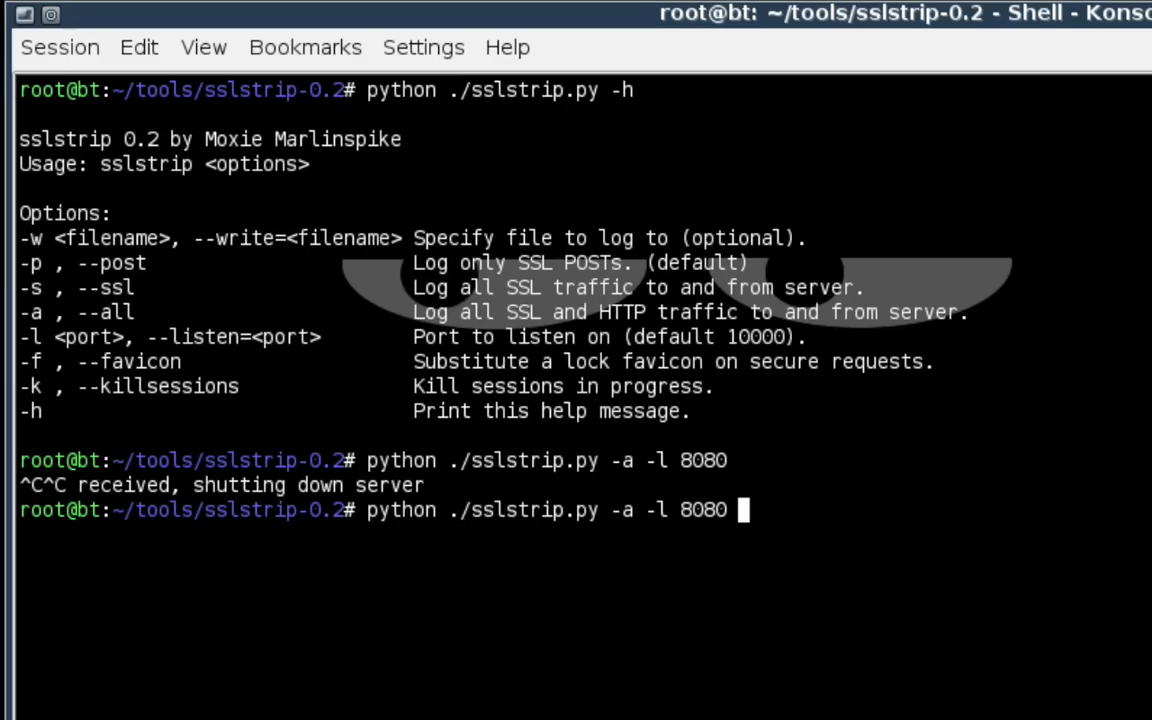 root@bt: ~/tools/sslstrip-0.2 - Shell - Konso
Session Edit View Bookmarks Settings Help
root@bt:~/tools/sslstrip-0.2# python ./sslstrip.py -h
sslstrip 0.2 by Moxie Marlinspike
Usage: sslstrip <options>
Options:
-w <filename>, --write=<filename> Specify file to log to (optional).
-p , --post Log only SSL POSTs. (default)
-s , --ssl Log all SSL traffic to and from server.
-a , --all Log all SSL and HTTP traffic to and from server.
-l <port>, --listen=<port> Port to listen on (default 10000).
-f , --favicon Substitute a lock favicon on secure requests.
-k , --killsessions Kill sessions in progress.
-h Print this help message.
root@bt:~/tools/sslstrip-0.2# python ./sslstrip.py -a -l 8080
^C^C received, shutting down server
root@bt:~/tools/sslstrip-0.2# python ./sslstrip.py -a -l 8080